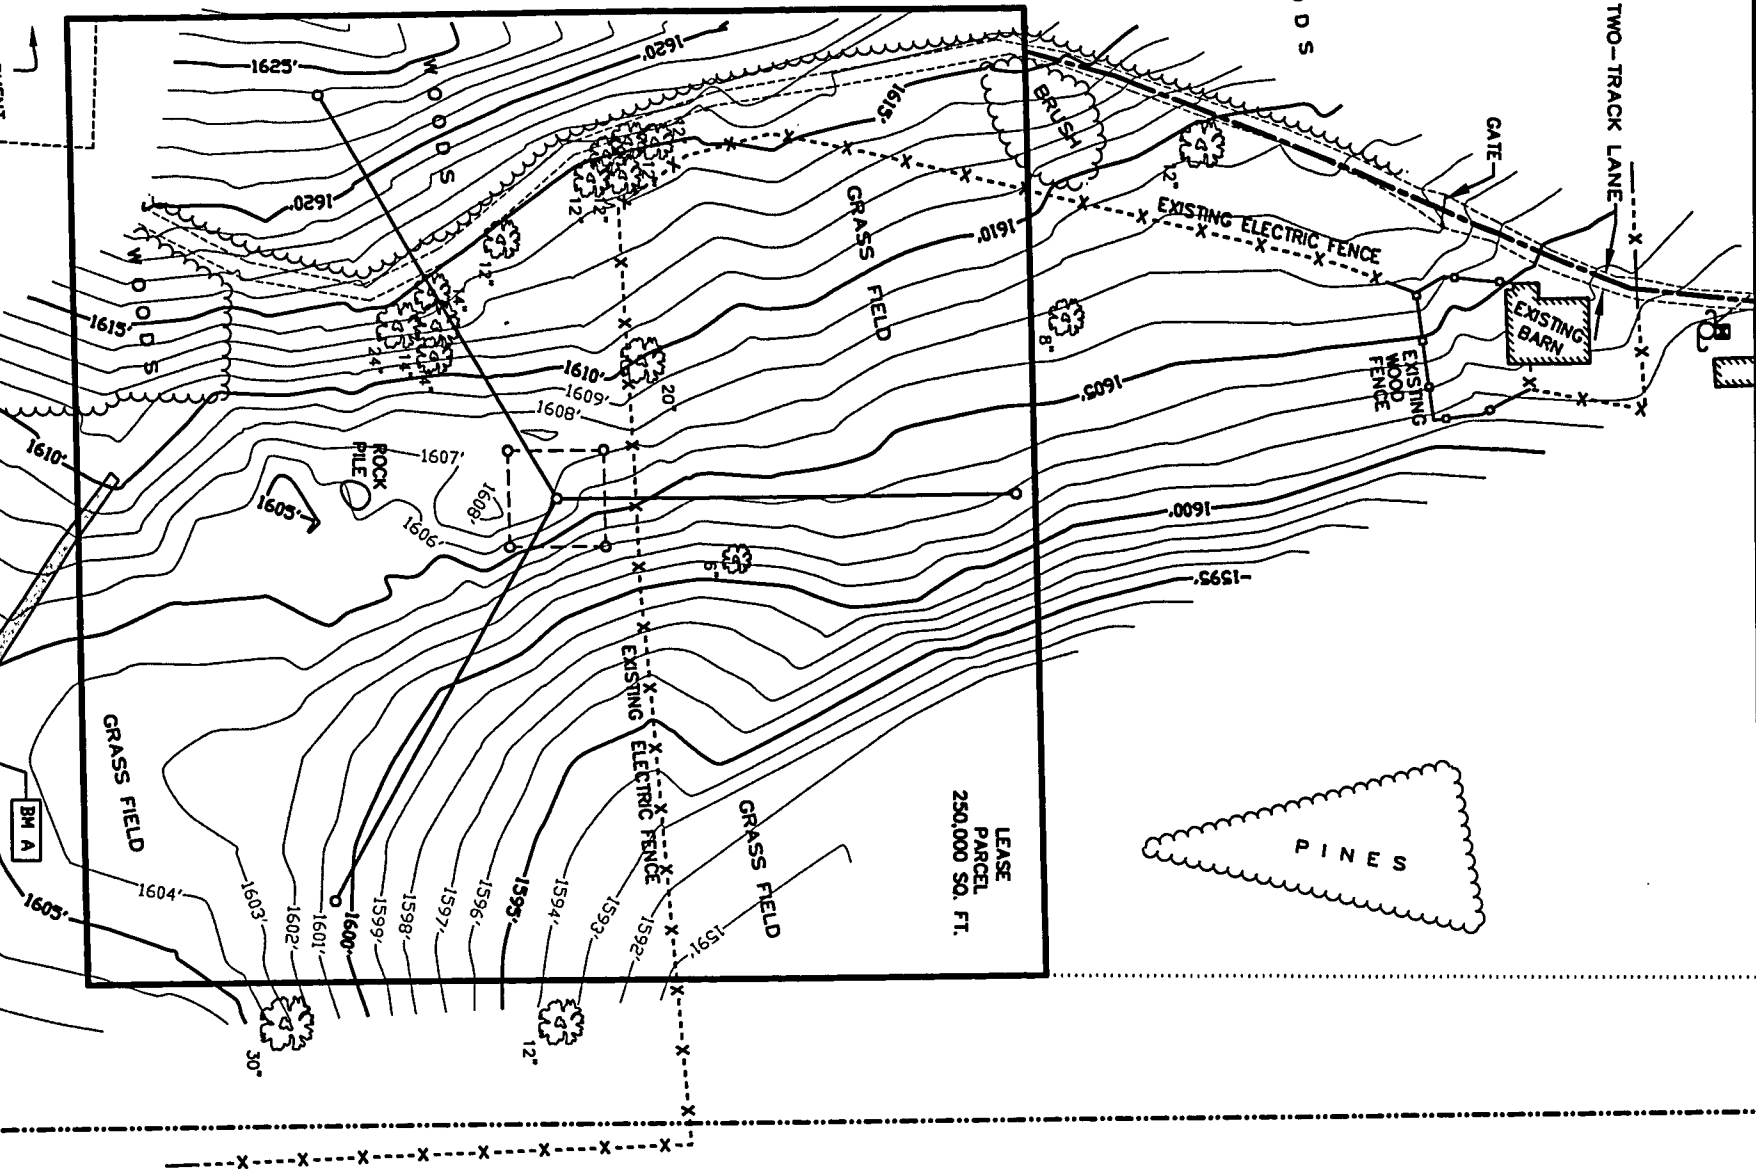 TWO-TRACK LANE
GATE
D S
1625'
W O O D S
1620'
1615'
BRUSH
12"
12"
12"
1620'
12"
GRASS
FIELD
1610'
EXISTING ELECTRIC FENCE
EXISTING
BARN
EXISTING
WOOD
FENCE
W O O D S
1615'
24"
14"
14"
1610'
1609'
1608'
20"
8"
1605'
1610'
1605'
ROCK
PILE
1607'
1608'
1606'
6"
1600'
-1595'
EXISTING ELECTRIC FENCE
GRASS FIELD
GRASS FIELD
LEASE
PARCEL
250,000 SQ. FT.
PINES
BM A
1605'
1604'
1603'
1602'
1601'
1600'
1599'
1598'
1597'
1596'
1595'
1594'
1593'
1592'
1591'
30"
12"